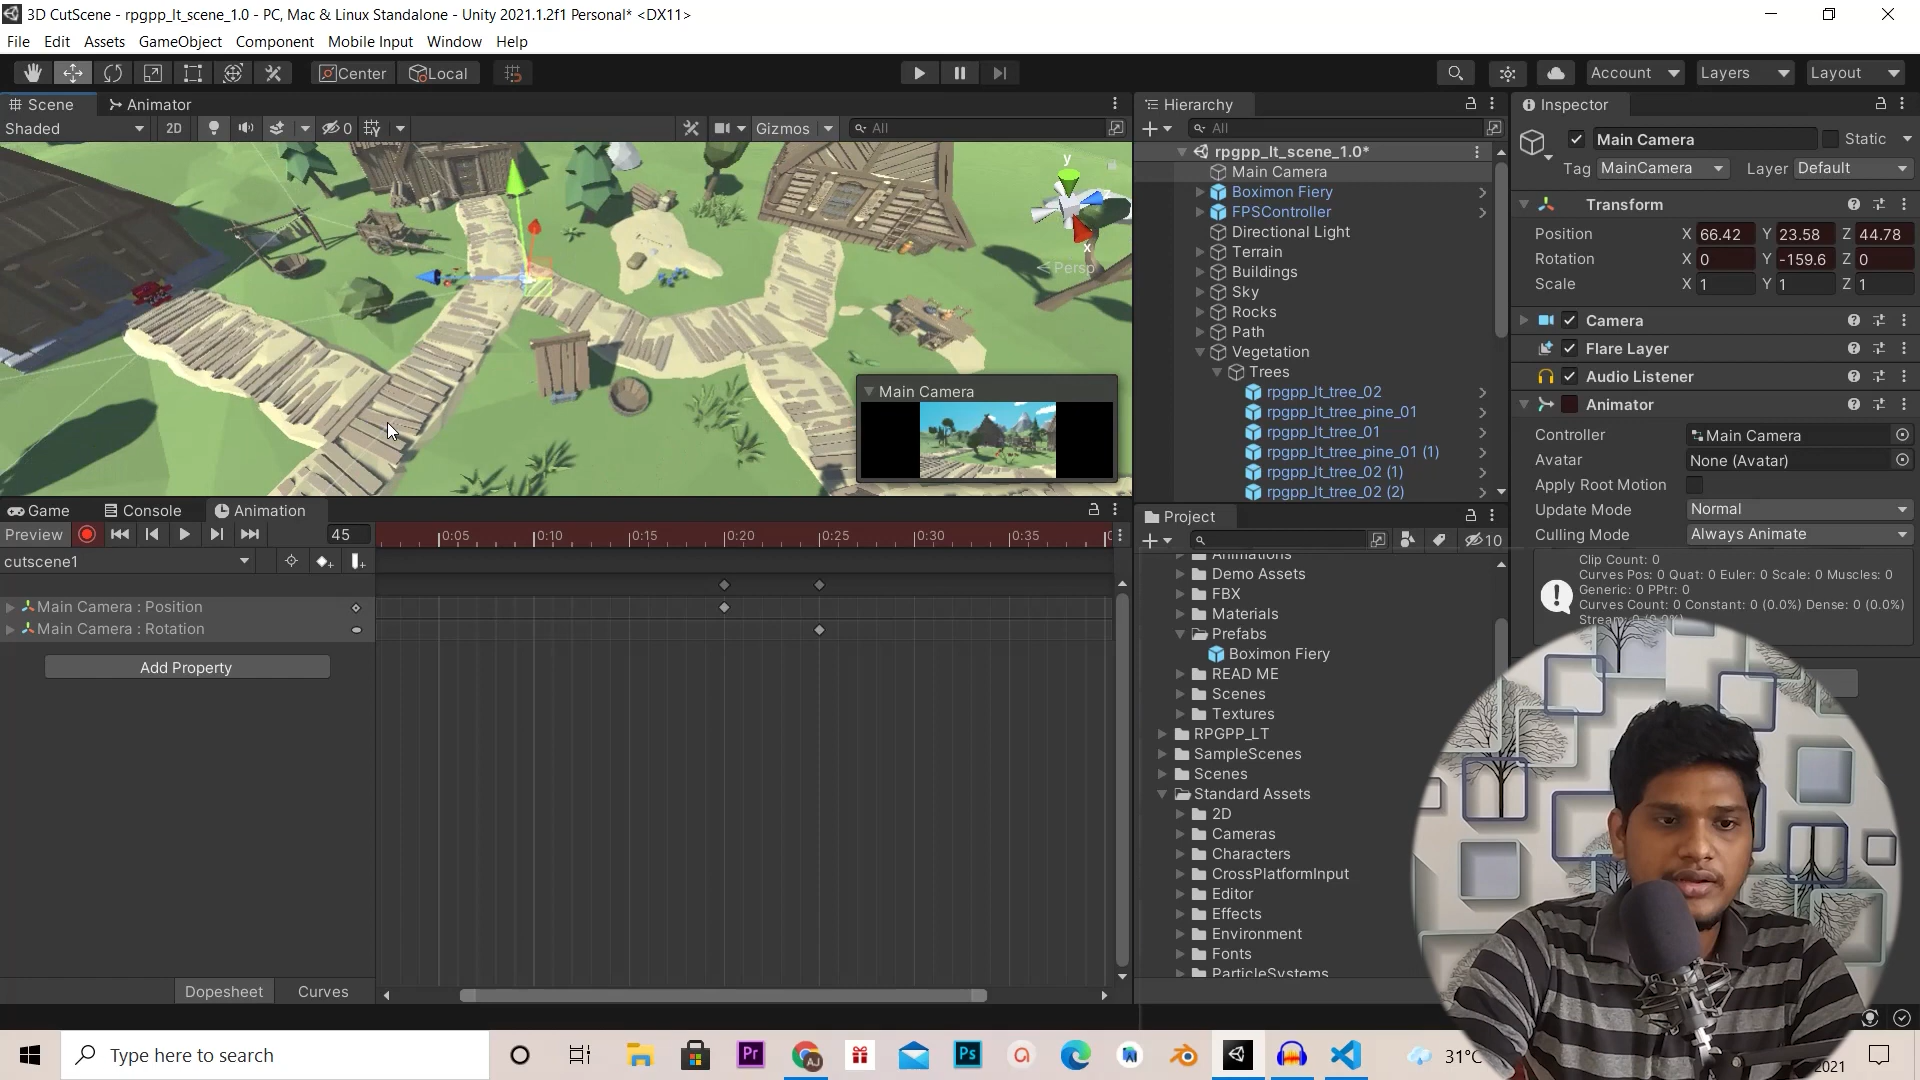 3D CutScene - rpgpp_lt_scene_1.0 - PC, Mac & Linux Standalone - Unity 2021.1.2f1 Personal* <DX11>
File Edit Assets GameObject Component Mobile Input Window Help
Center Local Account Layers Layout
Scene Animator
Shaded 2D 0 Gizmos All
y
x
Persp
Main Camera
Game Console Animation
Preview 45 0:05 0:10 0:15 0:20 0:25 0:30 0:35
cutscene1
Main Camera : Position
Main Camera : Rotation
Add Property
Dopesheet Curves
Hierarchy
All
rpgpp_lt_scene_1.0*
Main Camera
Boximon Fiery
FPSController
Directional Light
Terrain
Buildings
Sky
Rocks
Path
Vegetation
Trees
rpgpp_lt_tree_02
rpgpp_lt_tree_pine_01
rpgpp_lt_tree_01
rpgpp_lt_tree_pine_01 (1)
rpgpp_lt_tree_02 (1)
rpgpp_lt_tree_02 (2)
Project
10
Animations
Demo Assets
FBX
Materials
Prefabs
Boximon Fiery
READ ME
Scenes
Textures
RPGPP_LT
SampleScenes
Scenes
Standard Assets
2D
Cameras
Characters
CrossPlatformInput
Editor
Effects
Environment
Fonts
ParticleSystems
Inspector
Main Camera Static
Tag MainCamera Layer Default
Transform
Position X 66.42 Y 23.58 Z 44.78
Rotation X 0 Y -159.6 Z 0
Scale X 1 Y 1 Z 1
Camera
Flare Layer
Audio Listener
Animator
Controller Main Camera
Avatar None (Avatar)
Apply Root Motion
Update Mode Normal
Culling Mode Always Animate
Clip Count: 0
Curves Pos: 0 Quat: 0 Euler: 0 Scale: 0 Muscles: 0
Generic: 0 PPtr: 0
Curves Count: 0 Constant: 0 (0.0%) Dense: 0 (0.0%)
Stream: 0 (0.0%)
Type here to search
Pr
AJ
Ps
31°C
2021